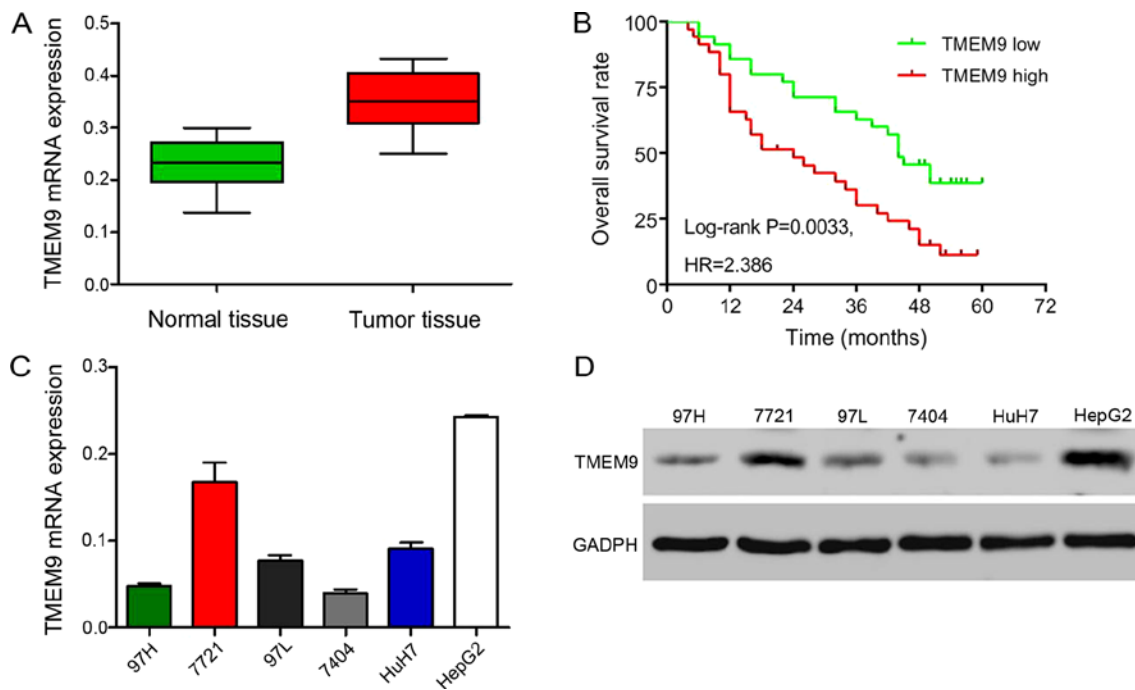 A
TMEM9 mRNA expression
0.5
0.4
0.3
0.2
0.1
0.0
Normal tissue
Tumor tissue
B
Overall survival rate
100
75
50
25
0
TMEM9 low
TMEM9 high
Log-rank P=0.0033,
HR=2.386
0 12 24 36 48 60 72
Time (months)
C
TMEM9 mRNA expression
0.3
0.2
0.1
0.0
97H 7721 97L 7404 HuH7 HepG2
D
97H 7721 97L 7404 HuH7 HepG2
TMEM9
GADPH